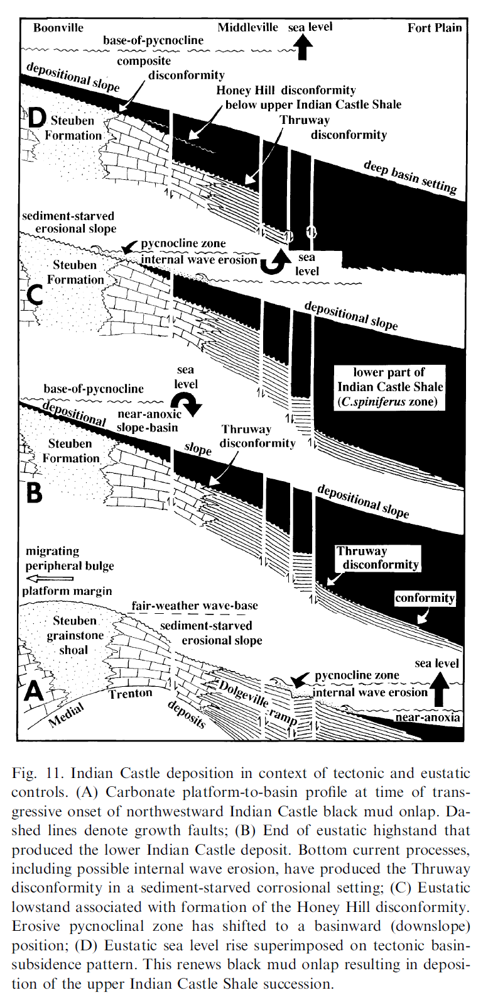 Boonville
Middleville
sea level
Fort Plain
base-of-pycnocline
composite
disconformity
depositional slope
Honey Hill disconformity
below upper Indian Castle Shale
Thruway
disconformity
D
Steuben
Formation
deep basin setting
sediment-starved
erosional slope
pycnocline zone
internal wave erosion
sea
level
Steuben
Formation
C
depositional slope
lower part of
Indian Castle Shale
(C.spiniferus zone)
sea
level
base-of-pycnocline
depositional
near-anoxic
slope-basin
slope
Thruway
disconformity
Steuben
Formation
B
depositional slope
Thruway
disconformity
conformity
migrating
peripheral bulge
platform margin
fair-weather wave-base
Steuben
grainstone
shoal
sediment-starved
erosional slope
sea level
pycnocline zone
internal wave erosion
near-anoxia
A
Medial
Trenton
deposits
Dolgeville ramp
Fig. 11. Indian Castle deposition in context of tectonic and eustatic
controls. (A) Carbonate platform-to-basin profile at time of trans-
gressive onset of northwestward Indian Castle black mud onlap. Da-
shed lines denote growth faults; (B) End of eustatic highstand that
produced the lower Indian Castle deposit. Bottom current processes,
including possible internal wave erosion, have produced the Thruway
disconformity in a sediment-starved corrosional setting; (C) Eustatic
lowstand associated with formation of the Honey Hill disconformity.
Erosive pycnoclinal zone has shifted to a basinward (downslope)
position; (D) Eustatic sea level rise superimposed on tectonic basin-
subsidence pattern. This renews black mud onlap resulting in deposi-
tion of the upper Indian Castle Shale succession.